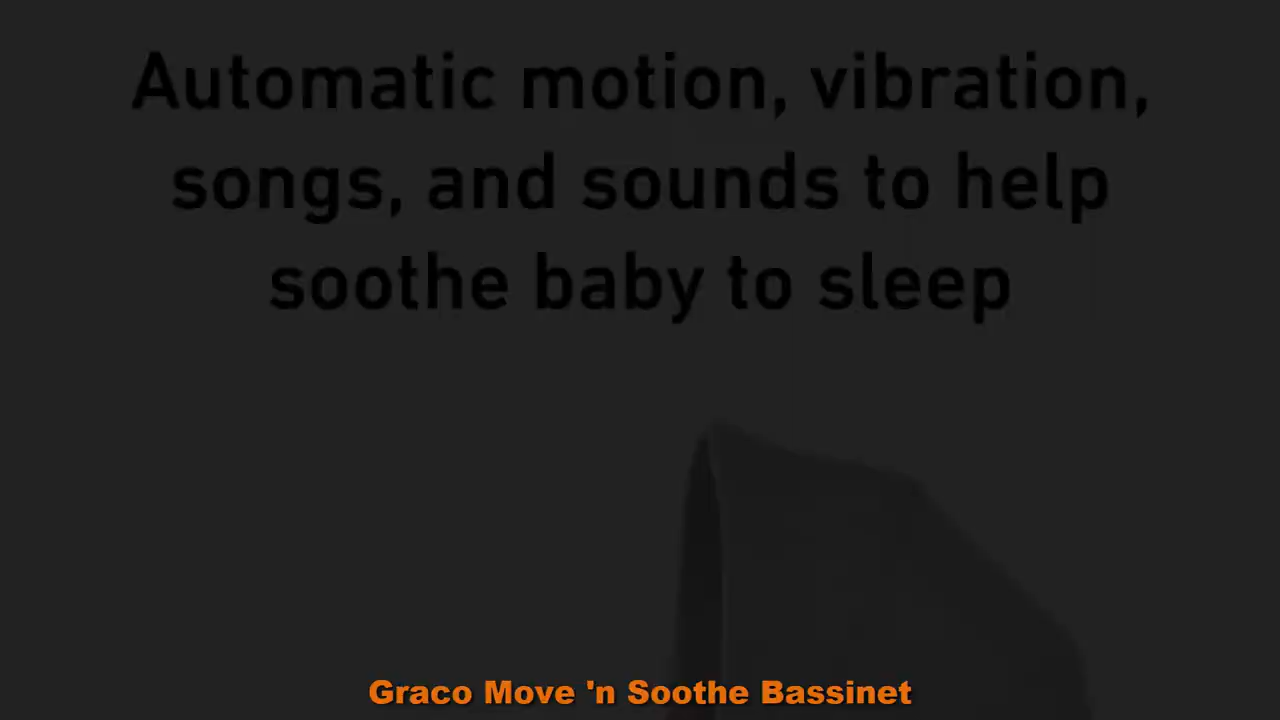 Automatic motion, vibration,
songs, and sounds to help
soothe baby to sleep
Graco Move 'n Soothe Bassinet